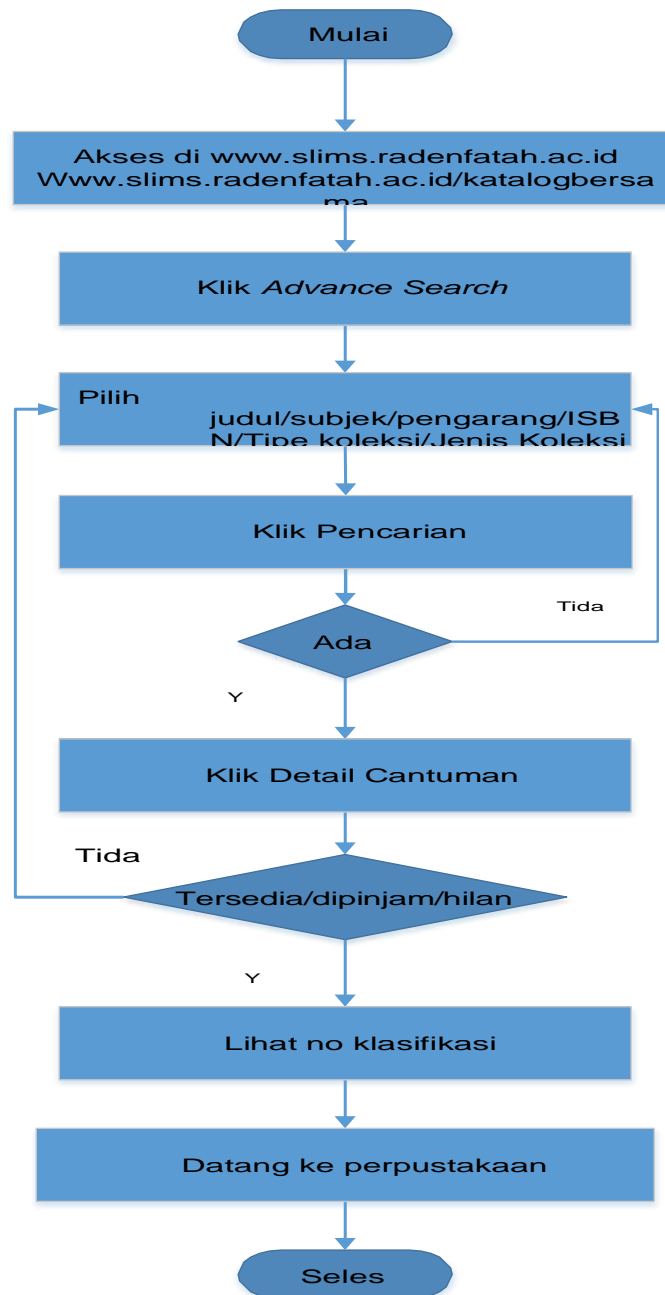 Mulai
Akses di www.slims.radenfatah.ac.id
Www.slims.radenfatah.ac.id/katalogbersa
ma
Klik Advance Search
Pilih
judul/subjek/pengarang/ISB
N/Tipe koleksi/Jenis Koleksi
Klik Pencarian
Tida
Ada
Y
Klik Detail Cantuman
Tida
Tersedia/dipinjam/hilan
Y
Lihat no klasifikasi
Datang ke perpustakaan
Seles